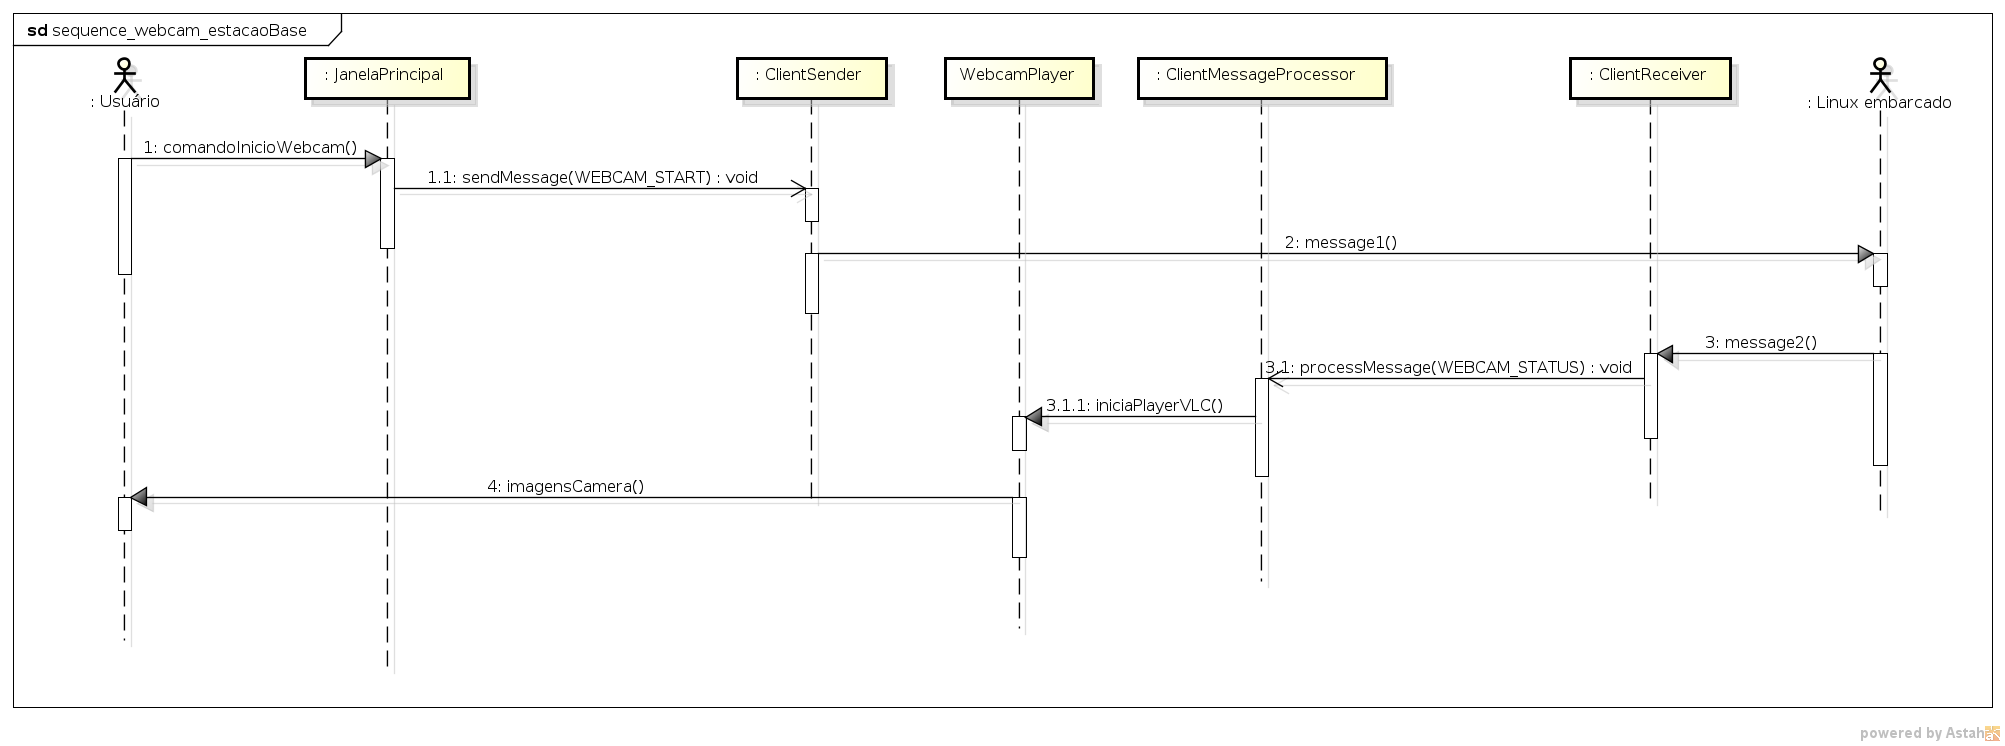 sd sequence_webcam_estacaoBase
: Usuário
: JanelaPrincipal
: ClientSender
WebcamPlayer
: ClientMessageProcessor
: ClientReceiver
: Linux embarcado
1: comandoInicioWebcam()
1.1: sendMessage(WEBCAM_START) : void
2: message1()
3: message2()
3.1: processMessage(WEBCAM_STATUS) : void
3.1.1: iniciaPlayerVLC()
4: imagensCamera()
powered by Astah